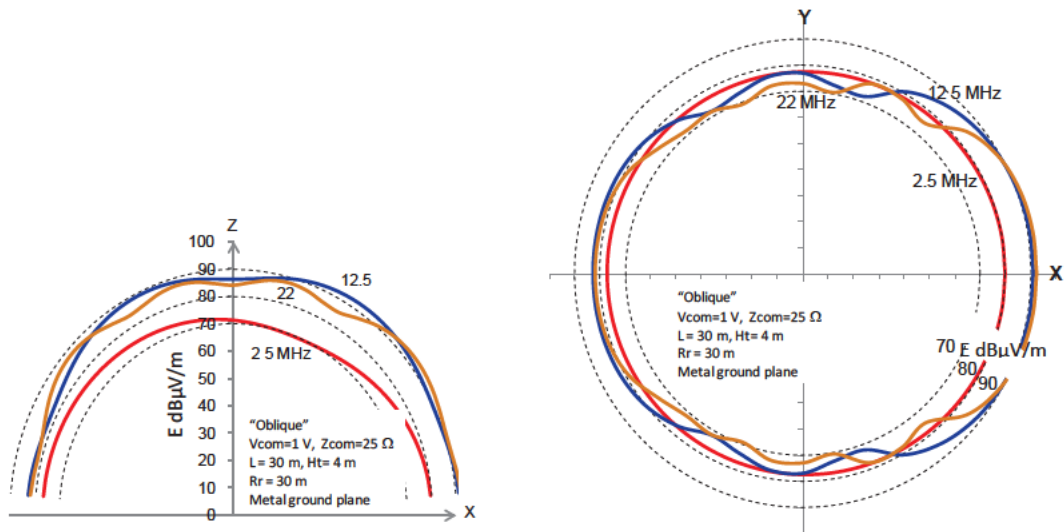 Z
100
90
80
70
60
50
40
30
20
10
0
E dBµV/m
12.5
22
2 5 MHz
"Oblique"
Vcom=1 V, Zcom=25 Ω
L = 30 m, Ht= 4 m
Rr = 30 m
Metal ground plane
X
Y
22 MHz
12 5 MHz
2.5 MHz
X
"Oblique"
Vcom=1 V, Zcom=25 Ω
L = 30 m, Ht= 4 m
Rr = 30 m
Metal ground plane
70 E dBµV/m
80
90